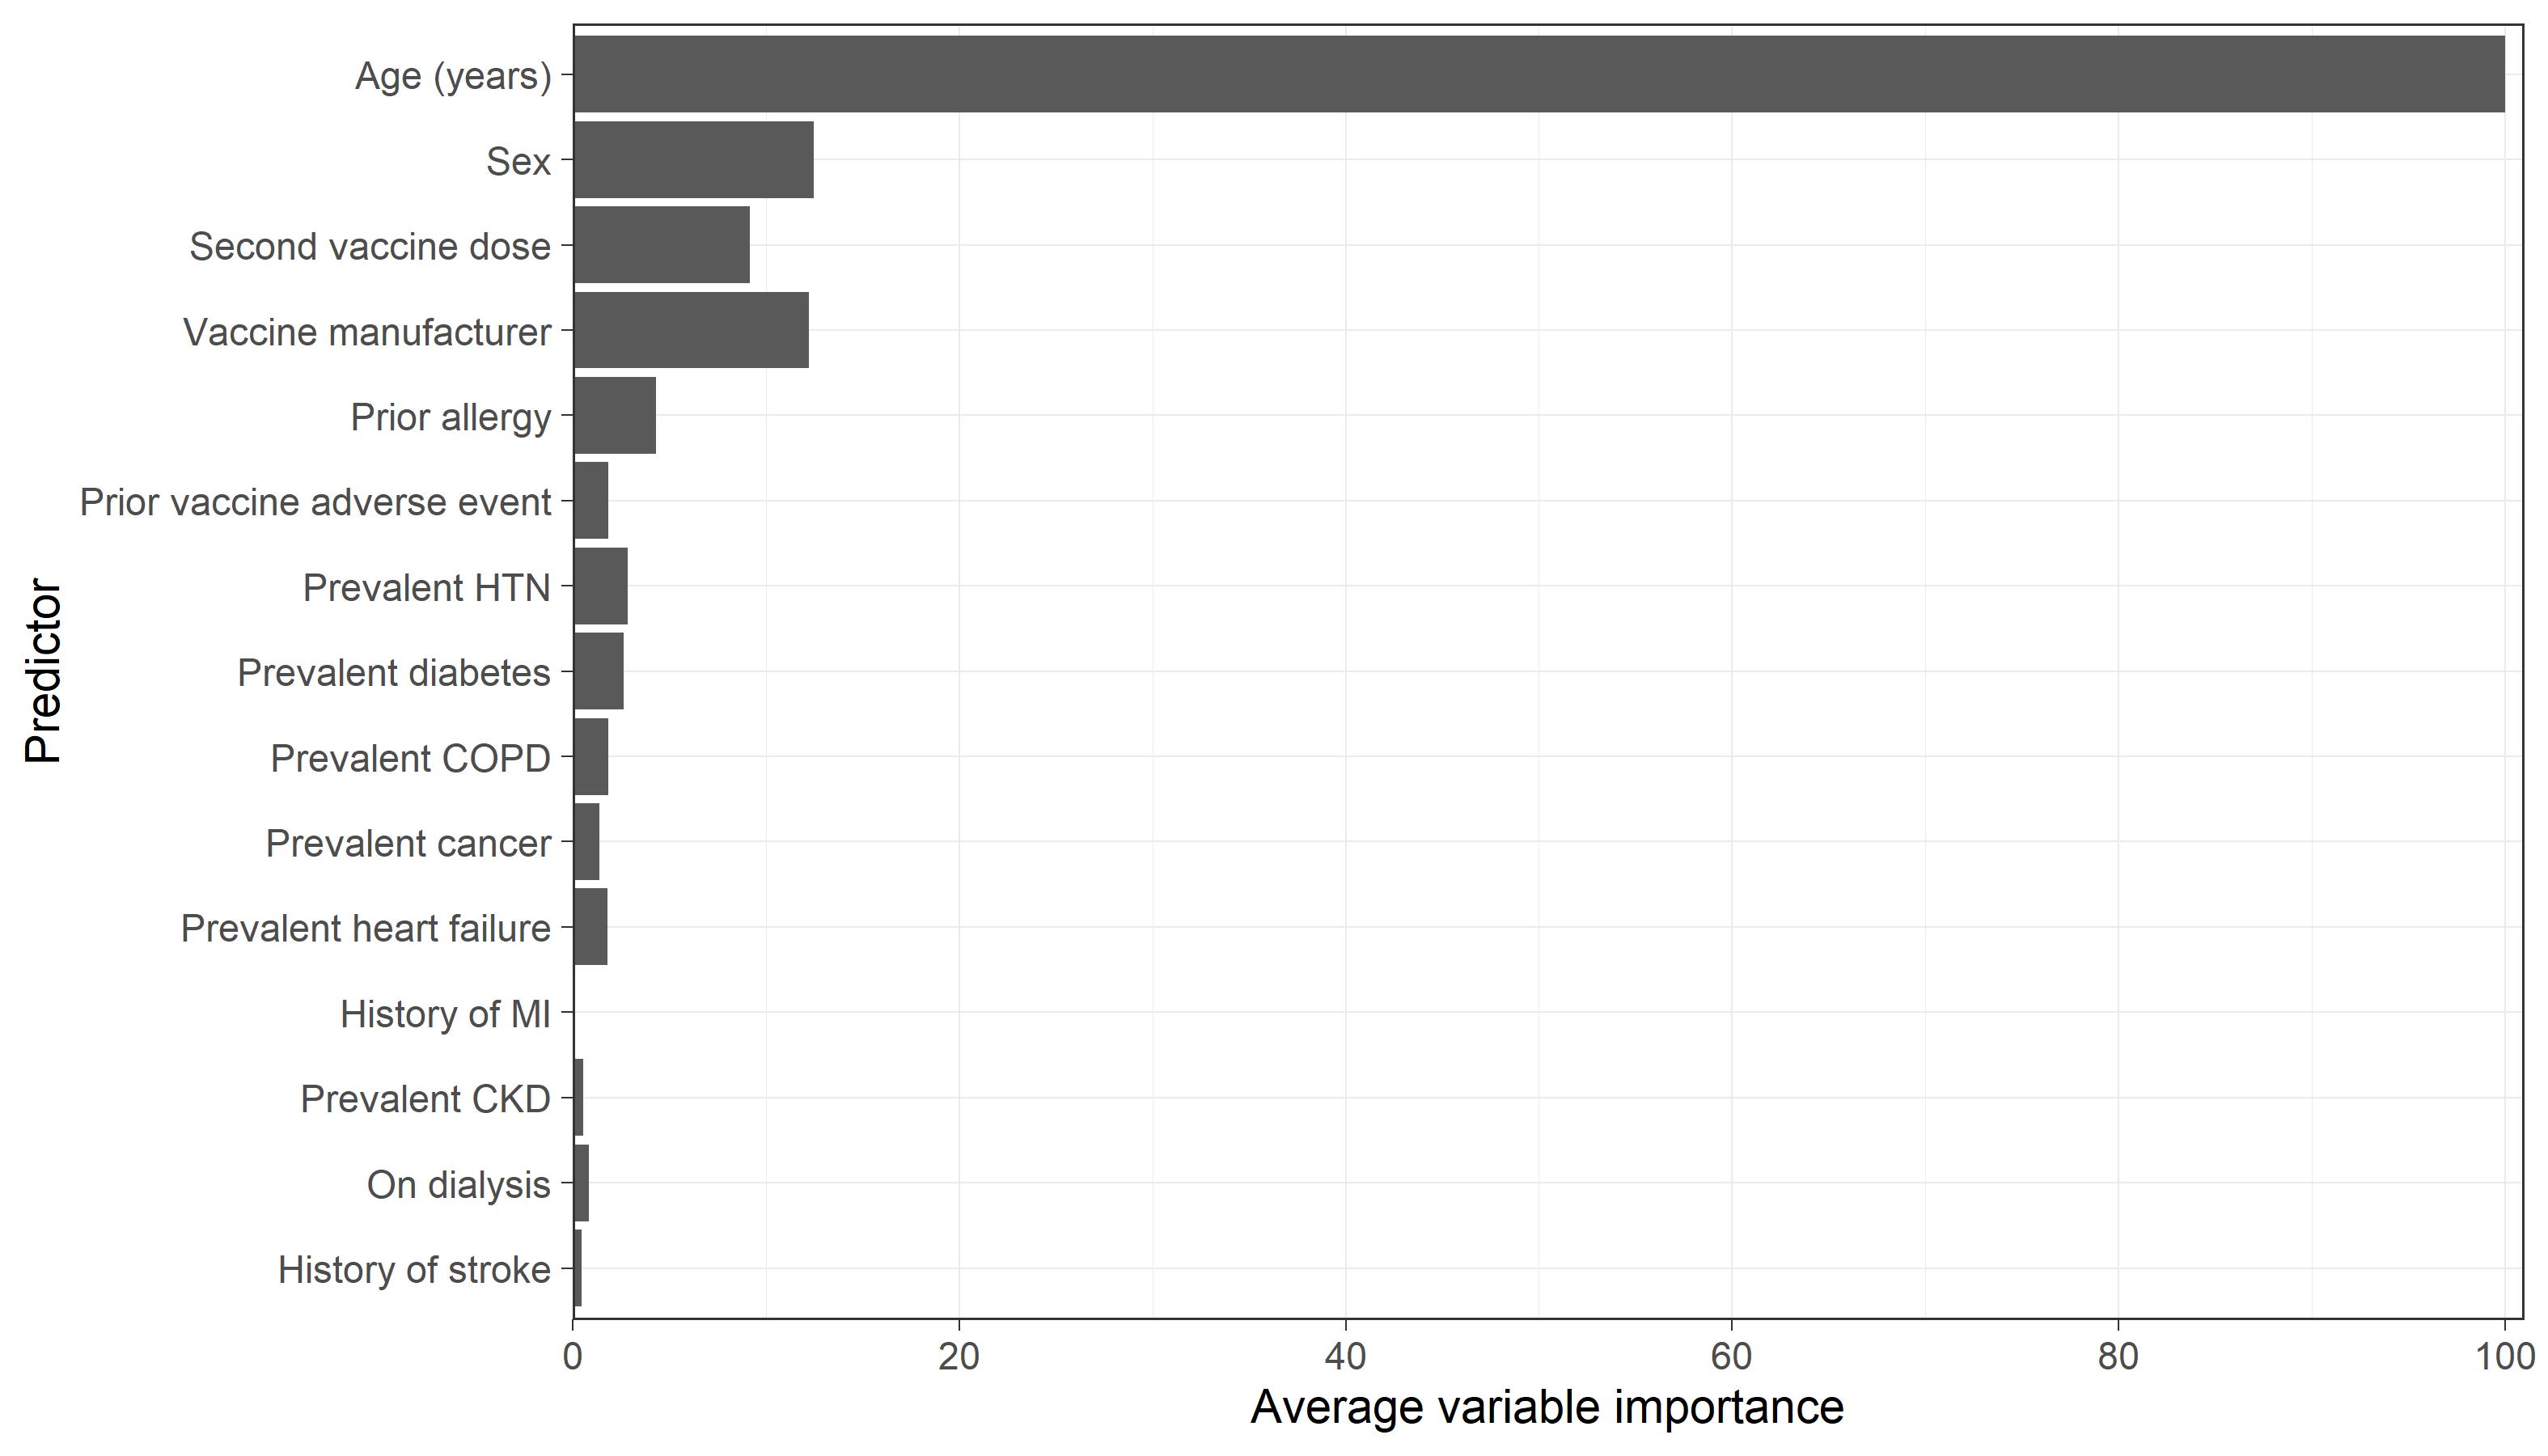 Age (years)
Sex
Second vaccine dose
Vaccine manufacturer
Prior allergy
Prior vaccine adverse event
Prevalent HTN
Prevalent diabetes
Prevalent COPD
Prevalent cancer
Prevalent heart failure
History of MI
Prevalent CKD
On dialysis
History of stroke
Predictor
0 20 40 60 80 100
Average variable importance